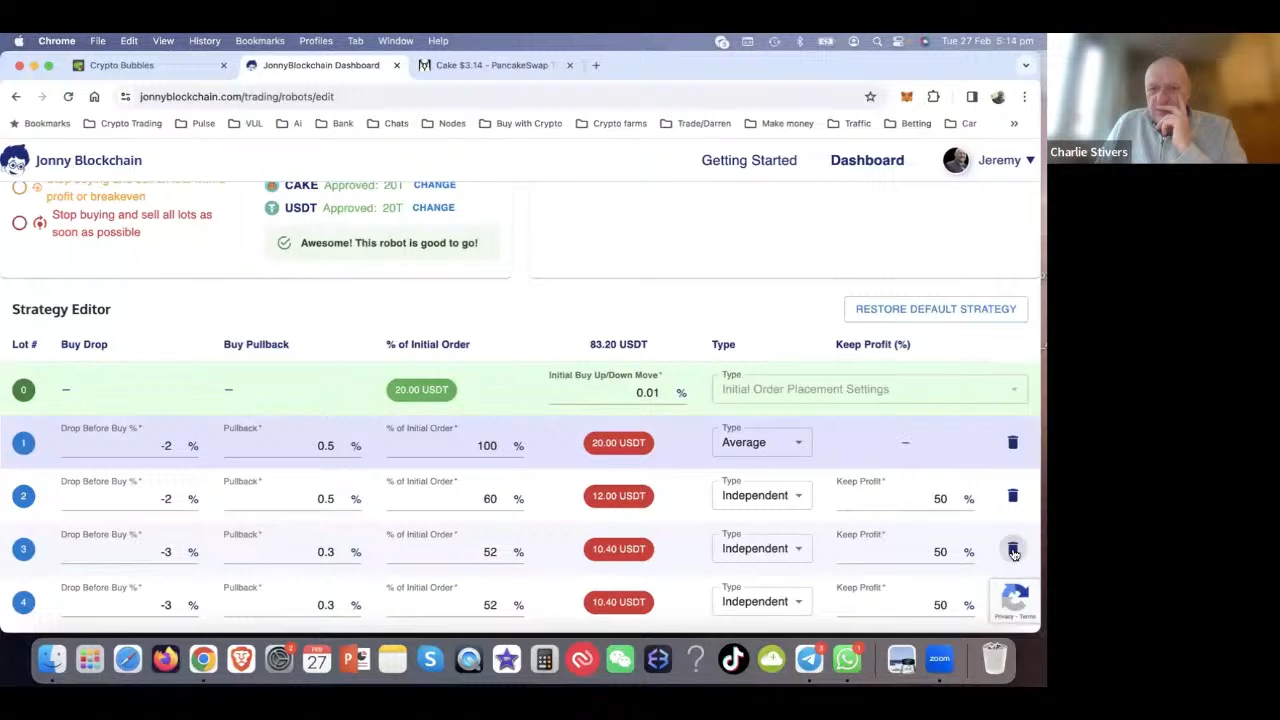 Chrome File Edit View History Bookmarks Profiles Tab Window Help Tue 27 Feb 5:14 pm
Crypto Bubbles JonnyBlockchain Dashboard Cake $3.14 - PancakeSwap
jonnyblockchain.com/trading/robots/edit
Bookmarks Crypto Trading Pulse VUL Ai Bank Chats Nodes Buy with Crypto Crypto farms Trade/Darren Make money Traffic Betting Car »
Jonny Blockchain Getting Started Dashboard Jeremy
Charlie Stivers
profit or breakeven
Stop buying and sell all lots as
soon as possible
CAKE Approved: 20T CHANGE
USDT Approved: 20T CHANGE
Awesome! This robot is good to go!
Strategy Editor RESTORE DEFAULT STRATEGY
Lot # Buy Drop Buy Pullback % of Initial Order 83.20 USDT Type Keep Profit (%)
Initial Buy Up/Down Move* Type
0 – – 20.00 USDT 0.01 % Initial Order Placement Settings
Drop Before Buy %* Pullback* % of Initial Order* Type
1 -2 % 0.5 % 100 % 20.00 USDT Average –
Drop Before Buy %* Pullback* % of Initial Order* Type Keep Profit*
2 -2 % 0.5 % 60 % 12.00 USDT Independent 50 %
Drop Before Buy %* Pullback* % of Initial Order* Type Keep Profit*
3 -3 % 0.3 % 52 % 10.40 USDT Independent 50 %
Drop Before Buy %* Pullback* % of Initial Order* Type Keep Profit*
4 -3 % 0.3 % 52 % 10.40 USDT Independent 50 %
Privacy - Terms
2 FEB 27 3 1 zoom